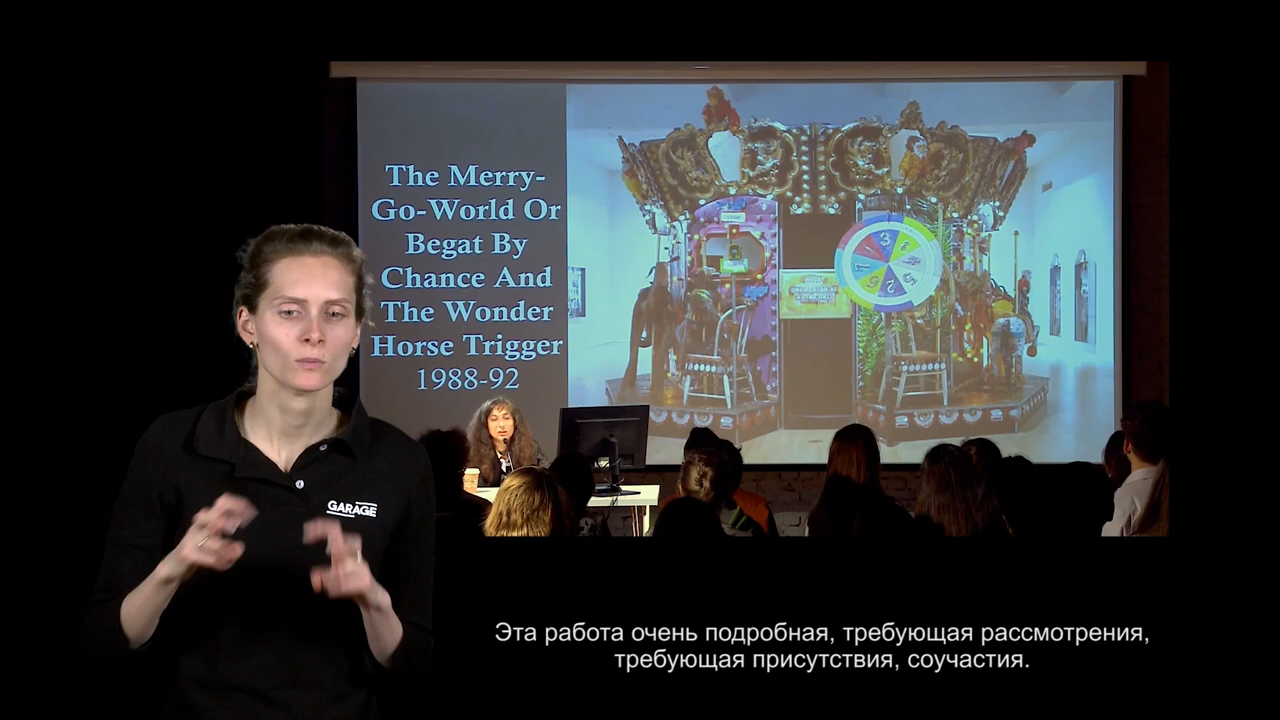 The Merry-
Go-World Or
Begat By
Chance And
The Wonder
Horse Trigger
1988-92
STOP
GARAGE
Эта работа очень подробная, требующая рассмотрения,
требующая присутствия, соучастия.